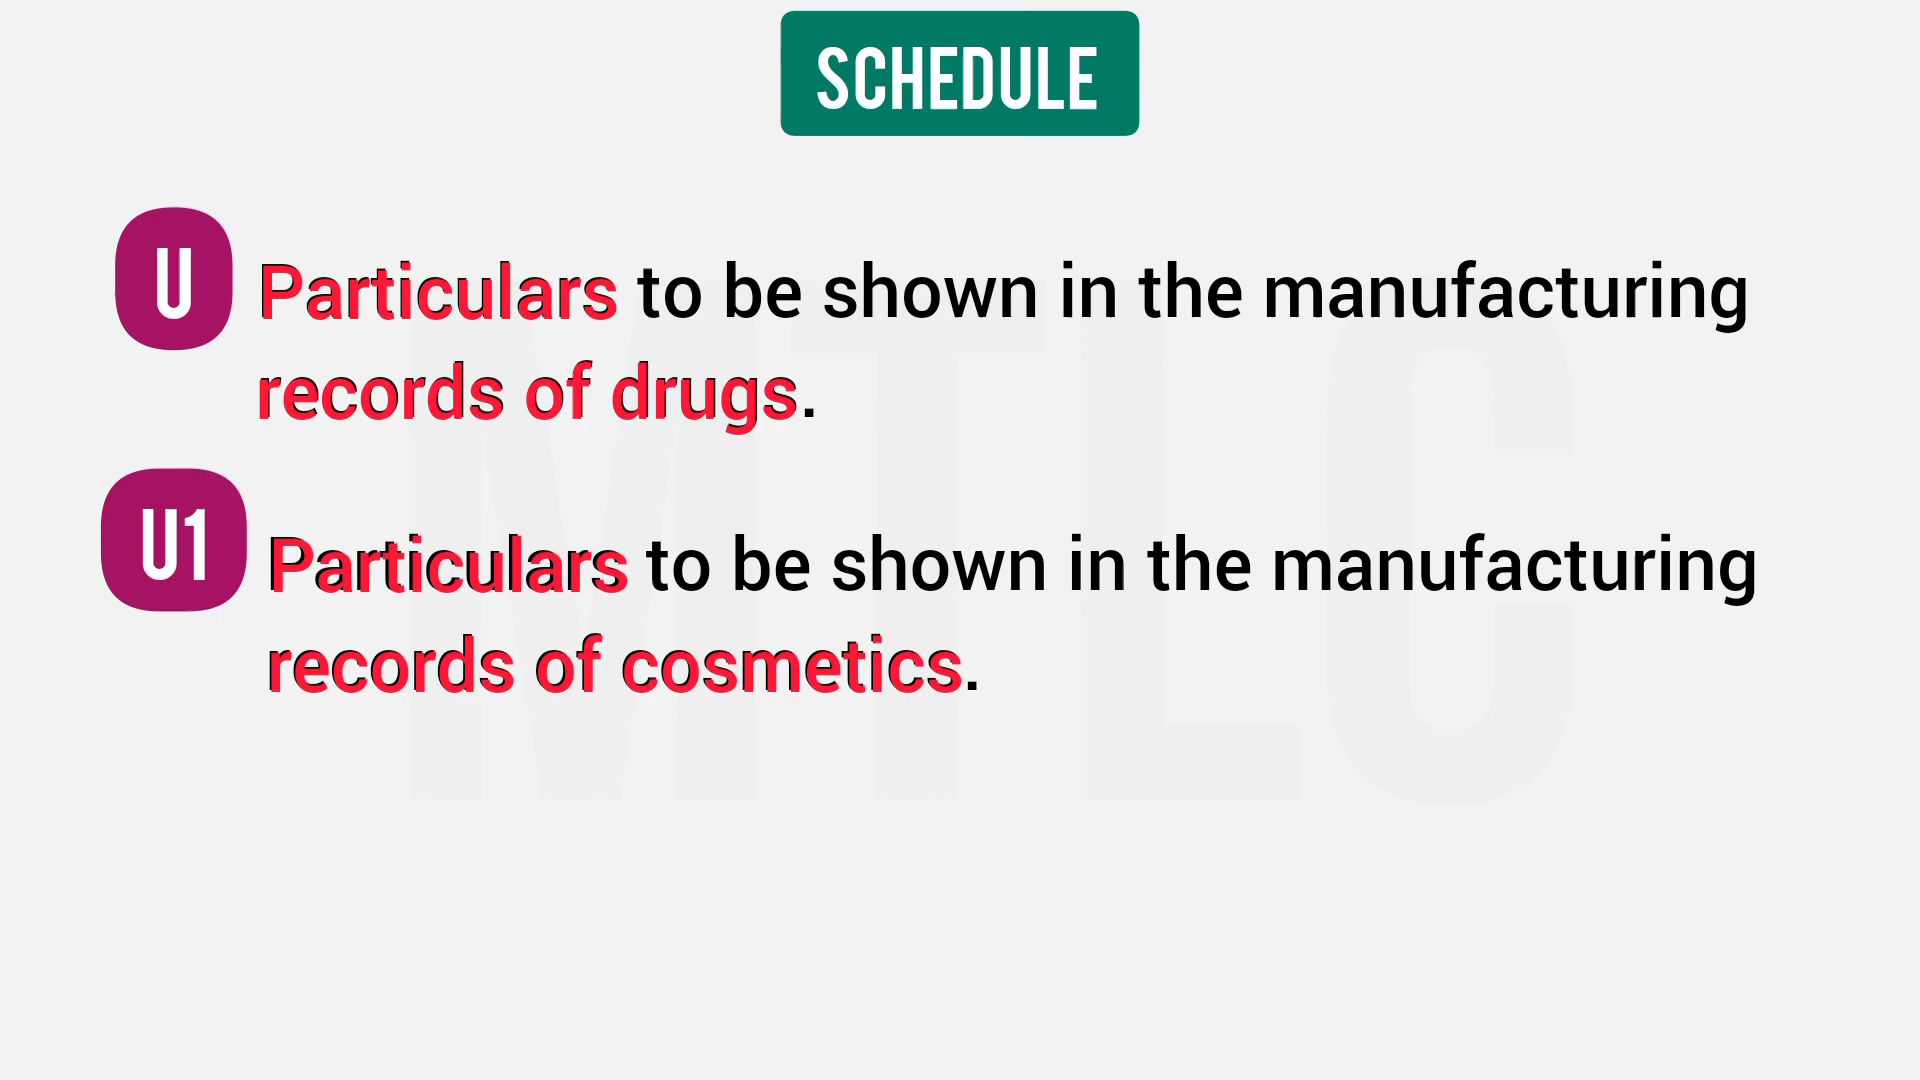 SCHEDULE
U
Particulars to be shown in the manufacturing
records of drugs.
U1
Particulars to be shown in the manufacturing
records of cosmetics.
MTLC